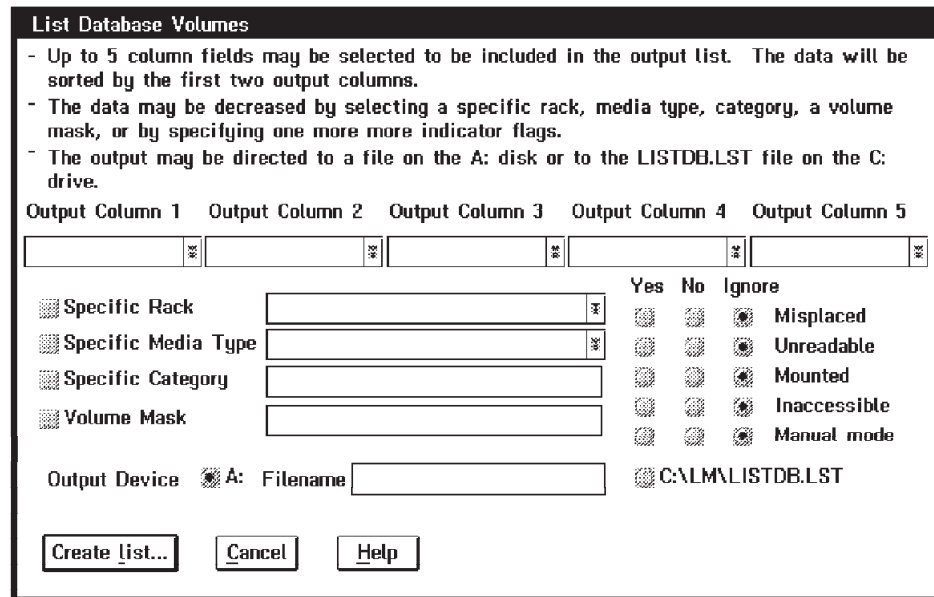 List Database Volumes
- Up to 5 column fields may be selected to be included in the output list. The data will be
sorted by the first two output columns.
- The data may be decreased by selecting a specific rack, media type, category, a volume
mask, or by specifying one more more indicator flags.
- The output may be directed to a file on the A: disk or to the LISTDB.LST file on the C:
drive.
Output Column 1 Output Column 2 Output Column 3 Output Column 4 Output Column 5
Yes No Ignore
Specific Rack
Misplaced
Specific Media Type
Unreadable
Specific Category
Mounted
Volume Mask
Inaccessible
Manual mode
Output Device A: Filename C:\LM\LISTDB.LST
Create list... Cancel Help